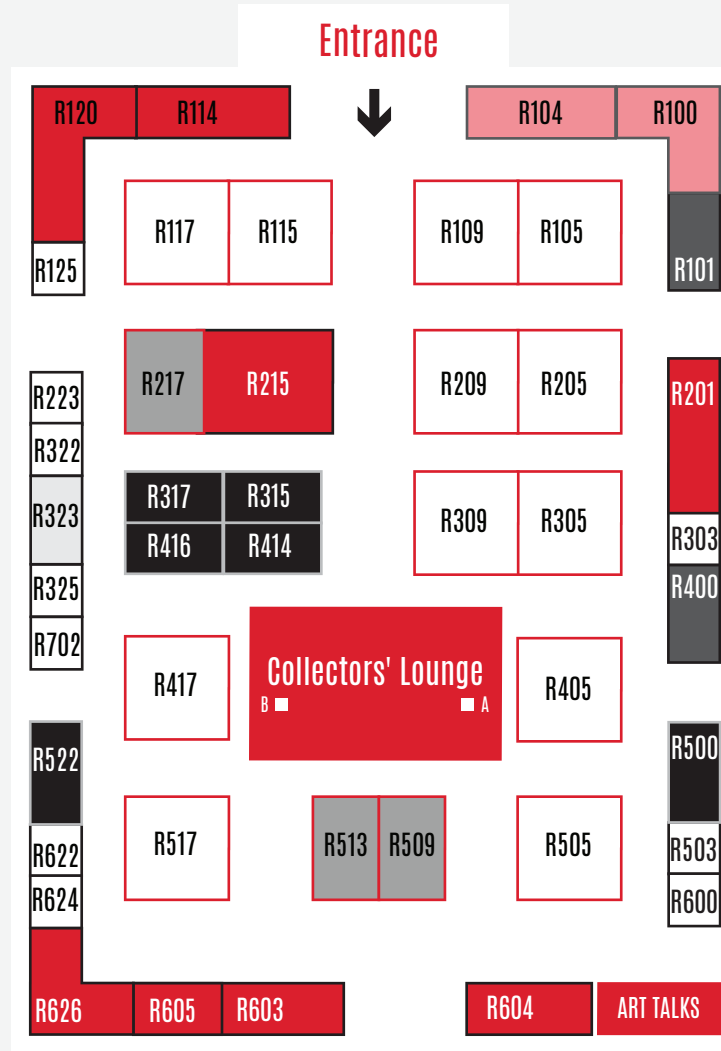 Entrance
R120 R114 R104 R100
R117 R115 R109 R105
R125 R101
R217 R215 R209 R205 R201
R223
R322
R317 R315 R309 R305
R323 R303
R416 R414
R325 R400
R702
R417 Collectors' Lounge R405
B A
R522 R500
R517 R513 R509 R505
R622 R503
R624 R600
R626 R605 R603 R604 ART TALKS